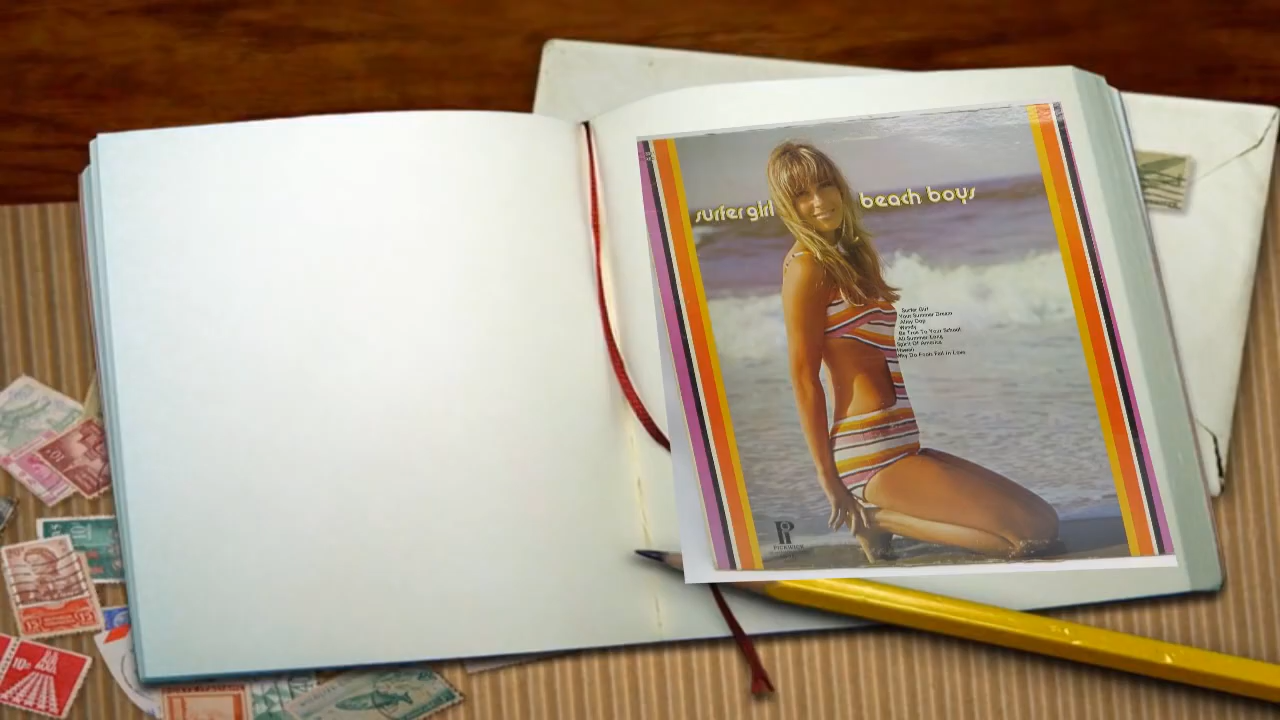 surfer girl beach boys
Surfer Girl
Your Summer Dream
Wendy
Be True To Your School
All Summer Long
Spirit Of America
Hawaii
Why Do Fools Fall In Love
PICKWICK
10¢